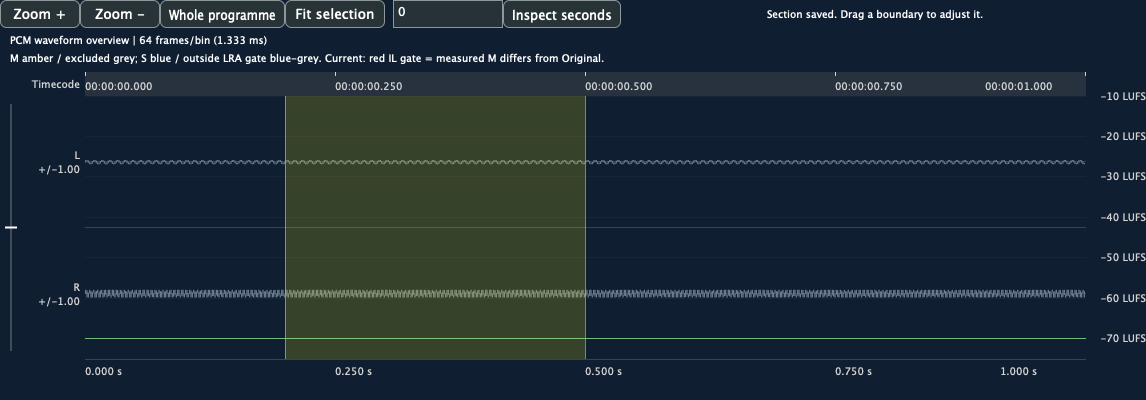 Zoom + Zoom – Whole programme Fit selection 0 Inspect seconds Section saved. Drag a boundary to adjust it.
PCM waveform overview | 64 frames/bin (1.333 ms)
M amber / excluded grey; S blue / outside LRA gate blue-grey. Current: red IL gate = measured M differs from Original.
Timecode 00:00:00.000 00:00:00.250 00:00:00.500 00:00:00.750 00:00:01.000
−10 LUFS
−20 LUFS
L
+/−1.00
−30 LUFS
−40 LUFS
−50 LUFS
R
+/−1.00
−60 LUFS
−70 LUFS
0.000 s 0.250 s 0.500 s 0.750 s 1.000 s